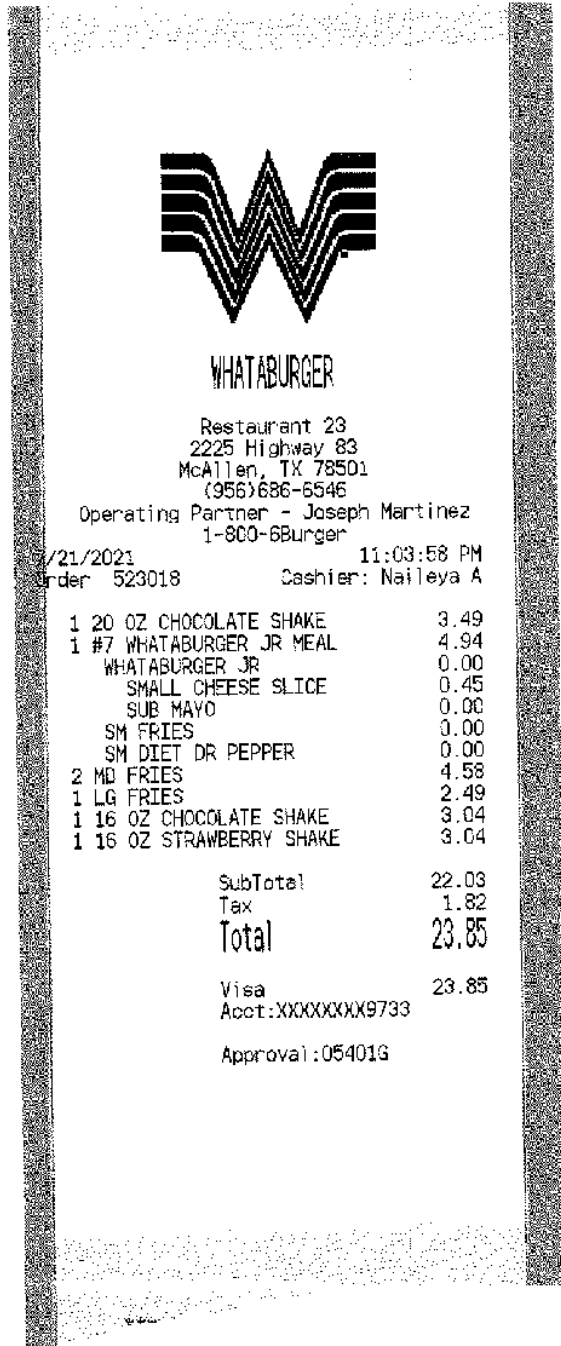 WHATABURGER
Restaurant 23
2225 Highway 83
McAllen, TX 78501
(956)686-6546
Operating Partner - Joseph Martinez
1-800-6Burger
/21/2021 11:03:58 PM
Order 523018 Cashier: Naileya A
1 20 OZ CHOCOLATE SHAKE 3.49
1 #7 WHATABURGER JR MEAL 4.94
WHATABURGER JR 0.00
SMALL CHEESE SLICE 0.45
SUB MAYO 0.00
SM FRIES 0.00
SM DIET DR PEPPER 0.00
2 MD FRIES 4.58
1 LG FRIES 2.49
1 16 OZ CHOCOLATE SHAKE 3.04
1 16 OZ STRAWBERRY SHAKE 3.04
SubTotal 22.03
Tax 1.82
Total 23.85
Visa 23.85
Acct:XXXXXXXX9733
Approval:05401G